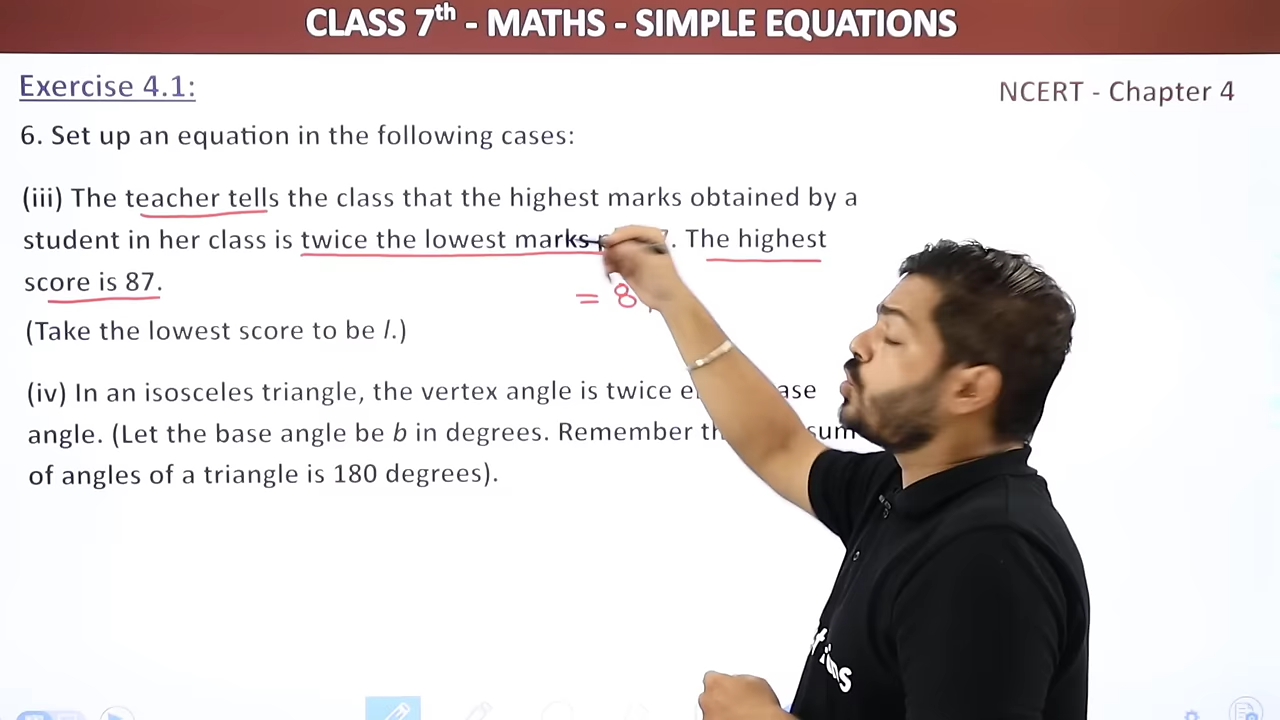 CLASS 7th - MATHS - SIMPLE EQUATIONS
Exercise 4.1:
NCERT - Chapter 4
6. Set up an equation in the following cases:
(iii) The teacher tells the class that the highest marks obtained by a
student in her class is twice the lowest marks 7. The highest
score is 87.
= 8
(Take the lowest score to be l.)
(iv) In an isosceles triangle, the vertex angle is twice
angle. (Let the base angle be b in degrees. Remember sum
of angles of a triangle is 180 degrees).